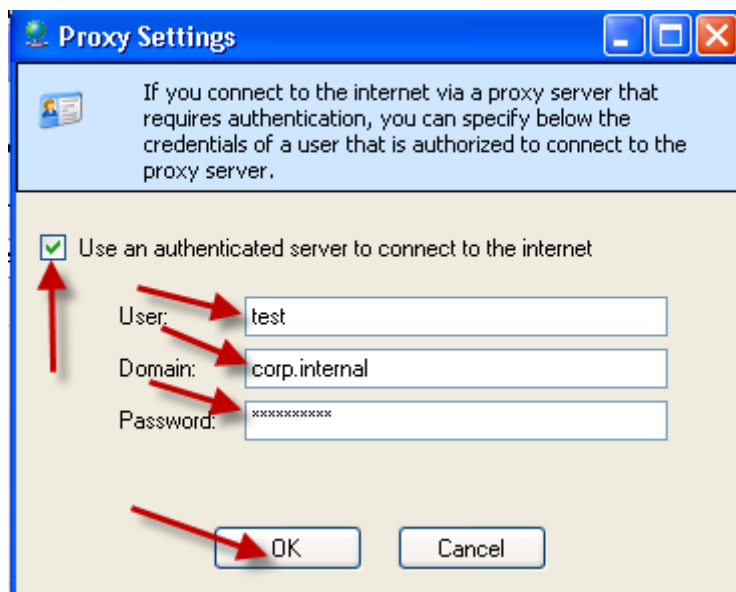 Proxy Settings
If you connect to the internet via a proxy server that
requires authentication, you can specify below the
credentials of a user that is authorized to connect to the
proxy server.
Use an authenticated server to connect to the internet
User: test
Domain: corp.internal
Password: **********
OK Cancel